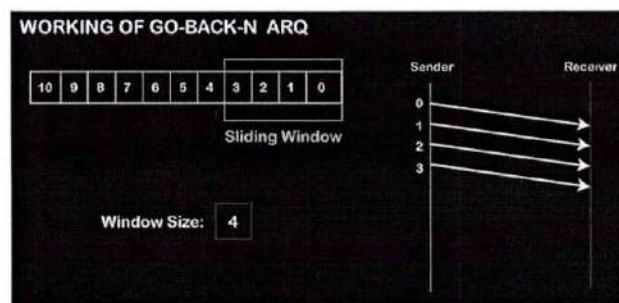 WORKING OF GO-BACK-N ARQ
10 9 8 7 6 5 4 3 2 1 0
Sliding Window
Window Size: 4
Sender Receiver
0
1
2
3